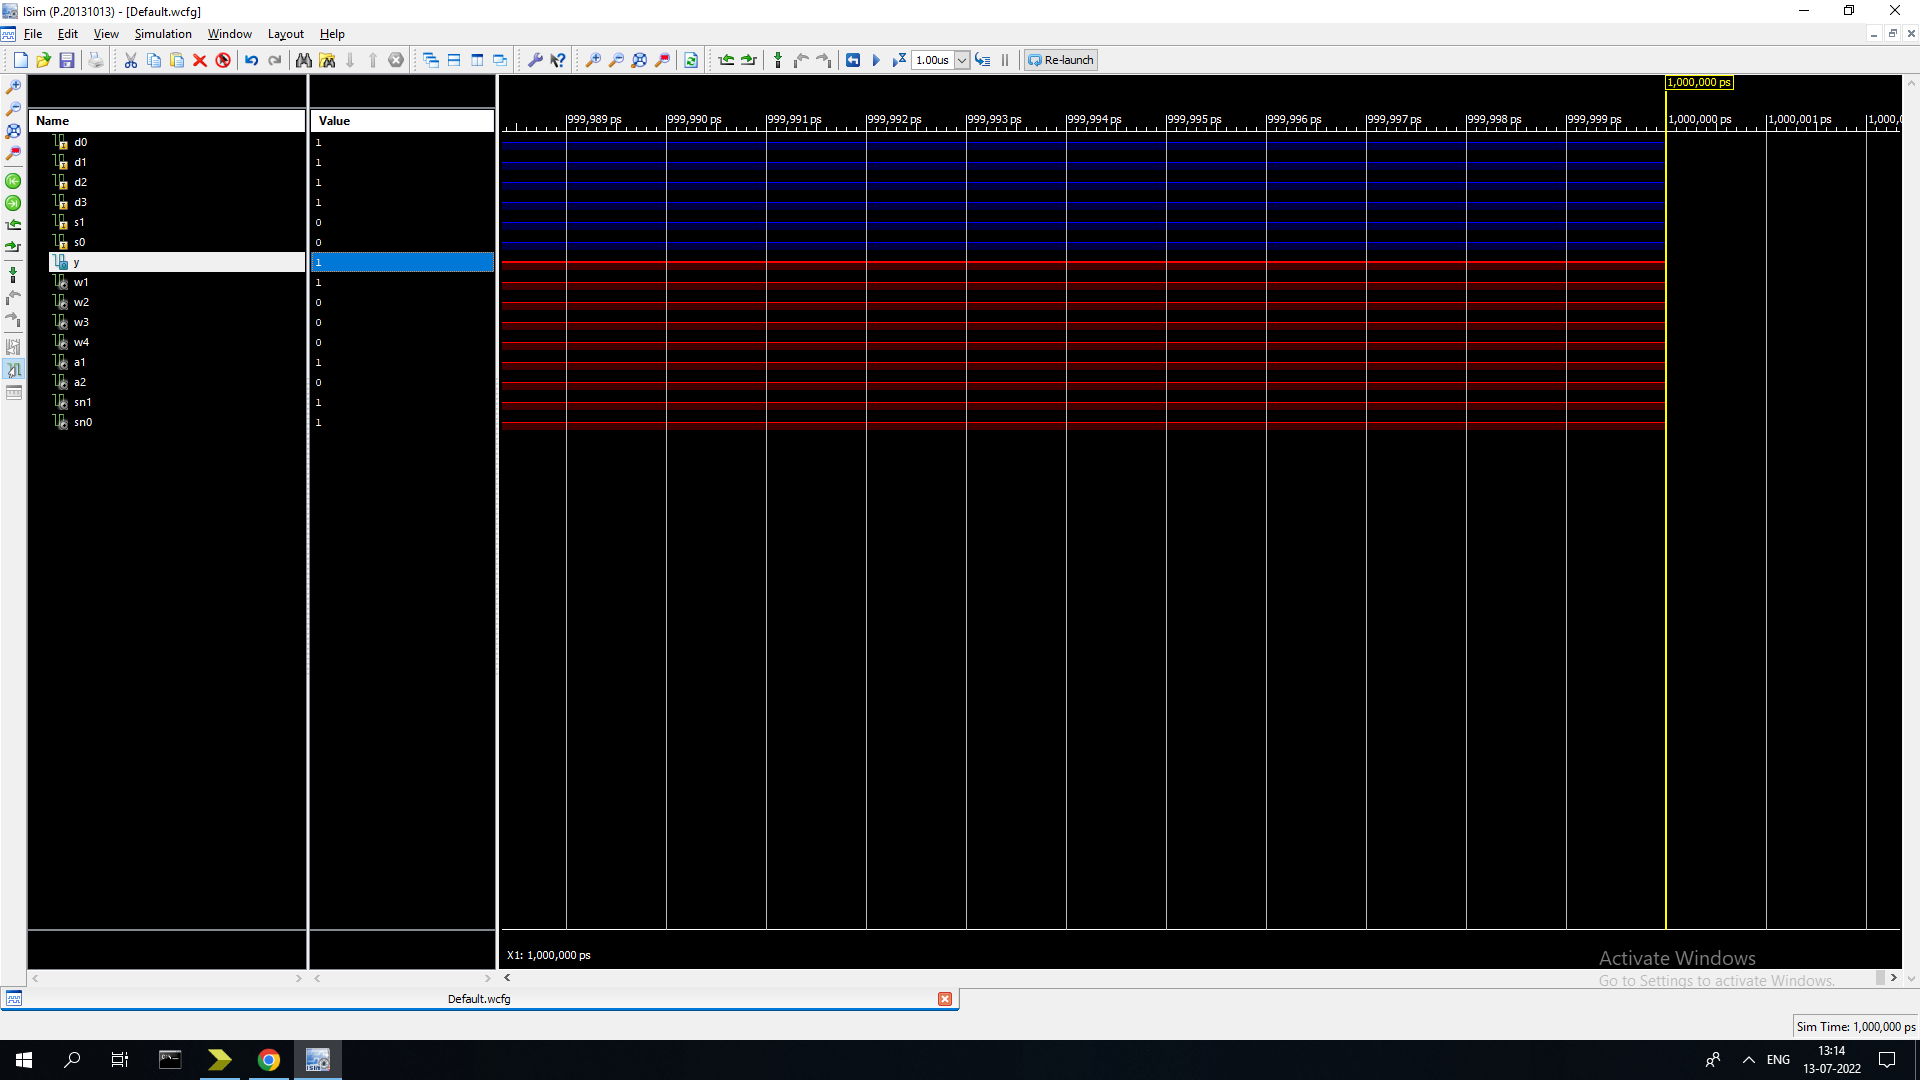 ISim (P.20131013) - [Default.wcfg]
File Edit View Simulation Window Layout Help
1.00us Re-launch
1,000,000 ps
Name Value
999,989 ps 999,990 ps 999,991 ps 999,992 ps 999,993 ps 999,994 ps 999,995 ps 999,996 ps 999,997 ps 999,998 ps 999,999 ps 1,000,000 ps 1,000,001 ps 1,000,0
d0 1
d1 1
d2 1
d3 1
s1 0
s0 0
y 1
w1 1
w2 0
w3 0
w4 0
a1 1
a2 0
sn1 1
sn0 1
X1: 1,000,000 ps
Activate Windows
Go to Settings to activate Windows.
Default.wcfg
Sim Time: 1,000,000 ps
ENG
13:14
13-07-2022